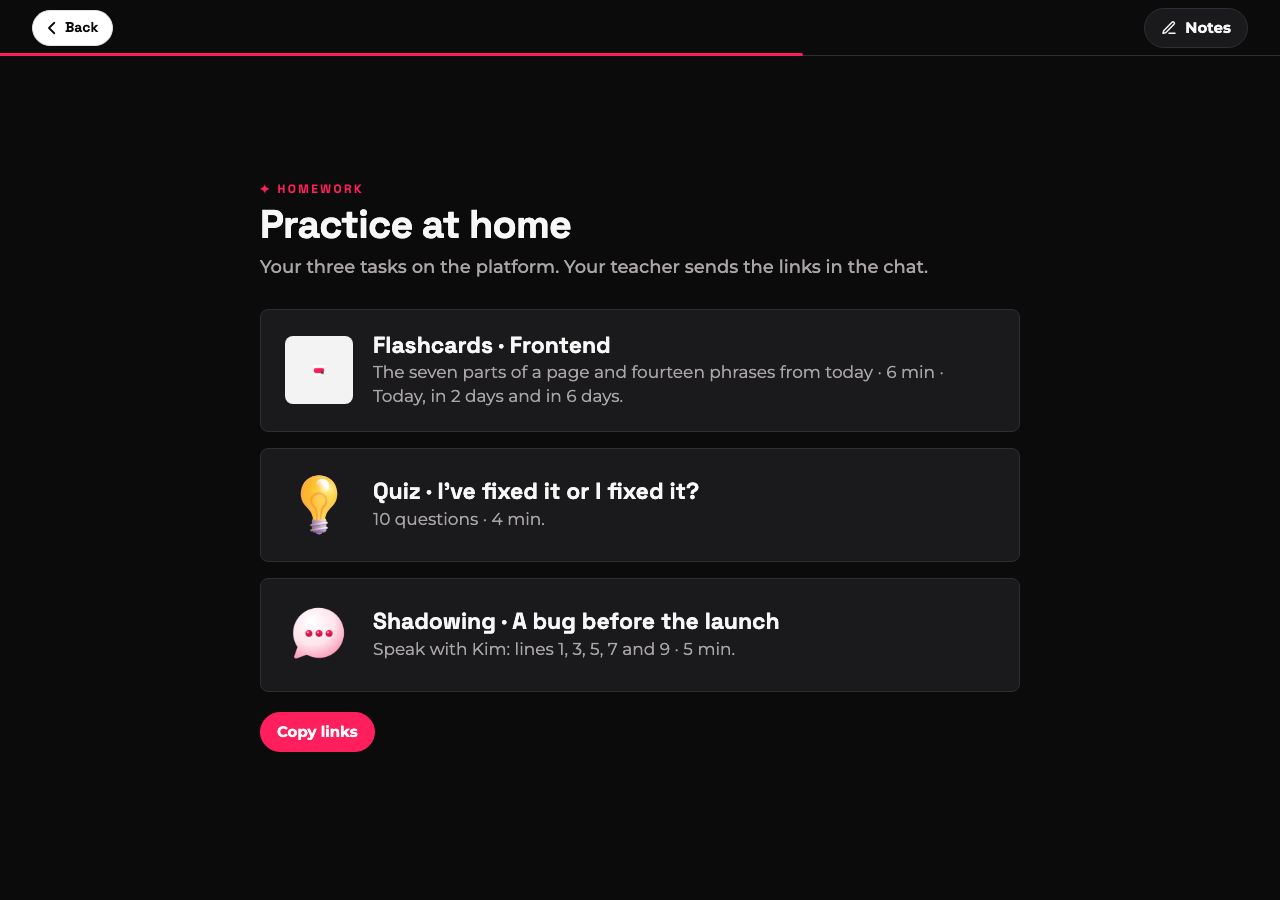 Back
Notes
HOMEWORK
Practice at home
Your three tasks on the platform. Your teacher sends the links in the chat.
Flashcards · Frontend
The seven parts of a page and fourteen phrases from today · 6 min ·
Today, in 2 days and in 6 days.
Quiz · I’ve fixed it or I fixed it?
10 questions · 4 min.
Shadowing · A bug before the launch
Speak with Kim: lines 1, 3, 5, 7 and 9 · 5 min.
Copy links